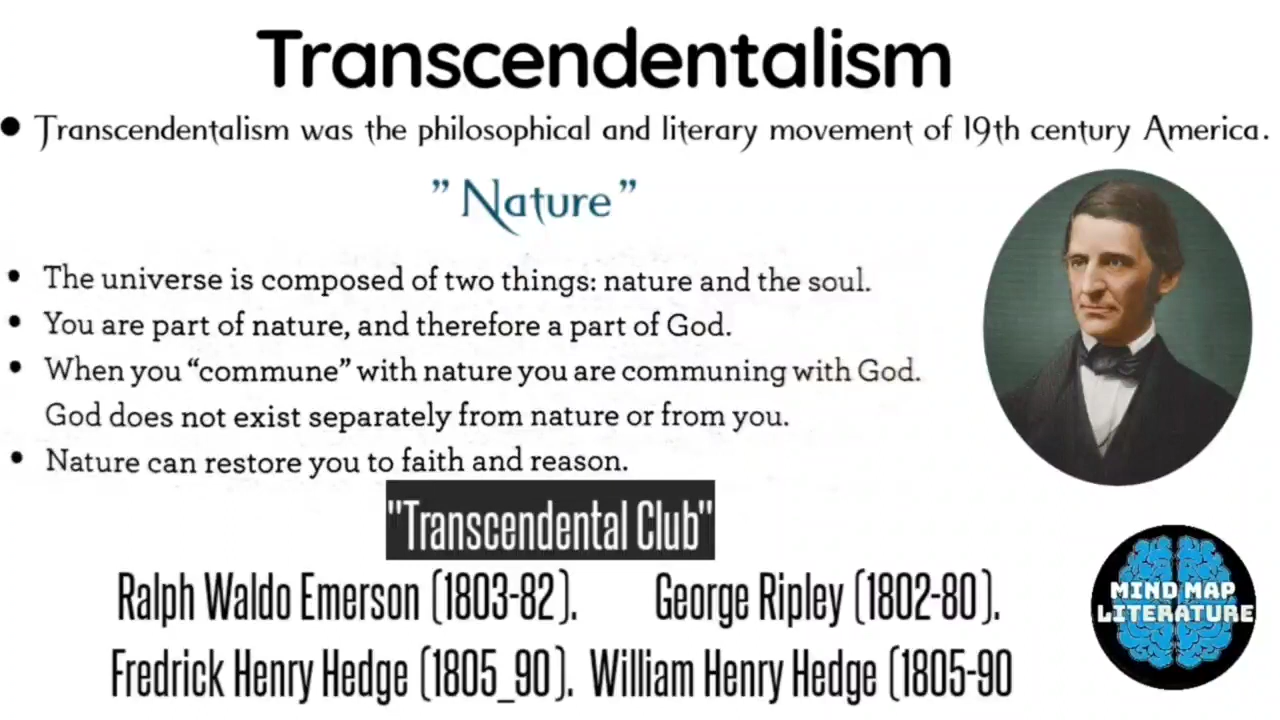 Transcendentalism
• Transcendentalism was the philosophical and literary movement of 19th century America.
" Nature "
• The universe is composed of two things: nature and the soul.
• You are part of nature, and therefore a part of God.
• When you “commune” with nature you are communing with God.
God does not exist separately from nature or from you.
• Nature can restore you to faith and reason.
"Transcendental Club"
Ralph Waldo Emerson (1803-82). George Ripley (1802-80).
Fredrick Henry Hedge (1805_90). William Henry Hedge (1805-90
MIND MAP
LITERATURE